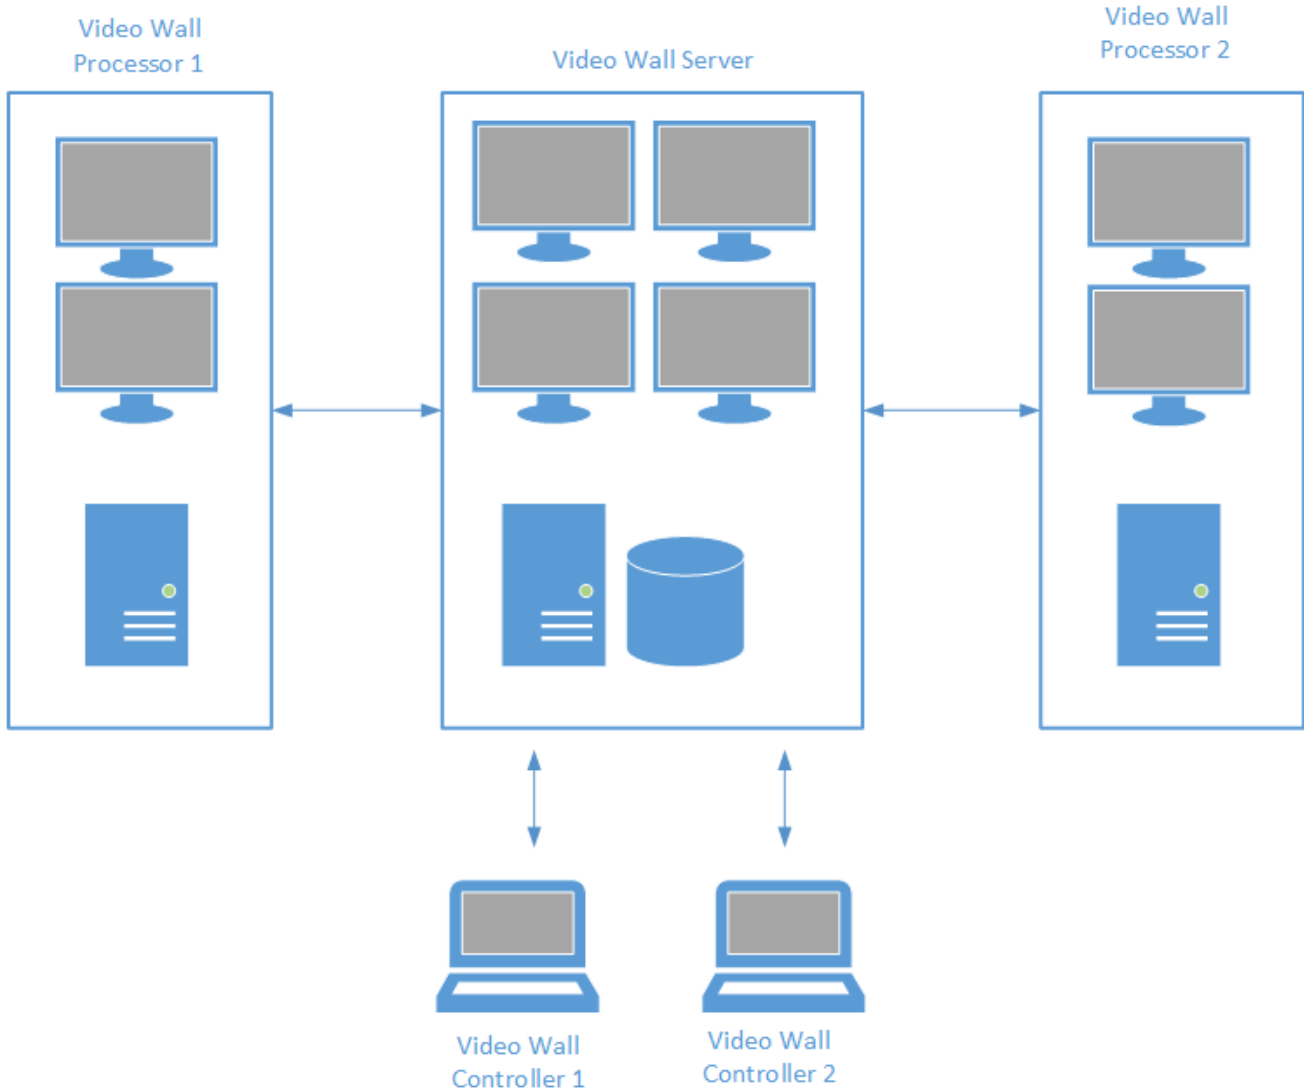 Video Wall
Processor 1
Video Wall Server
Video Wall
Processor 2
Video Wall
Controller 1
Video Wall
Controller 2